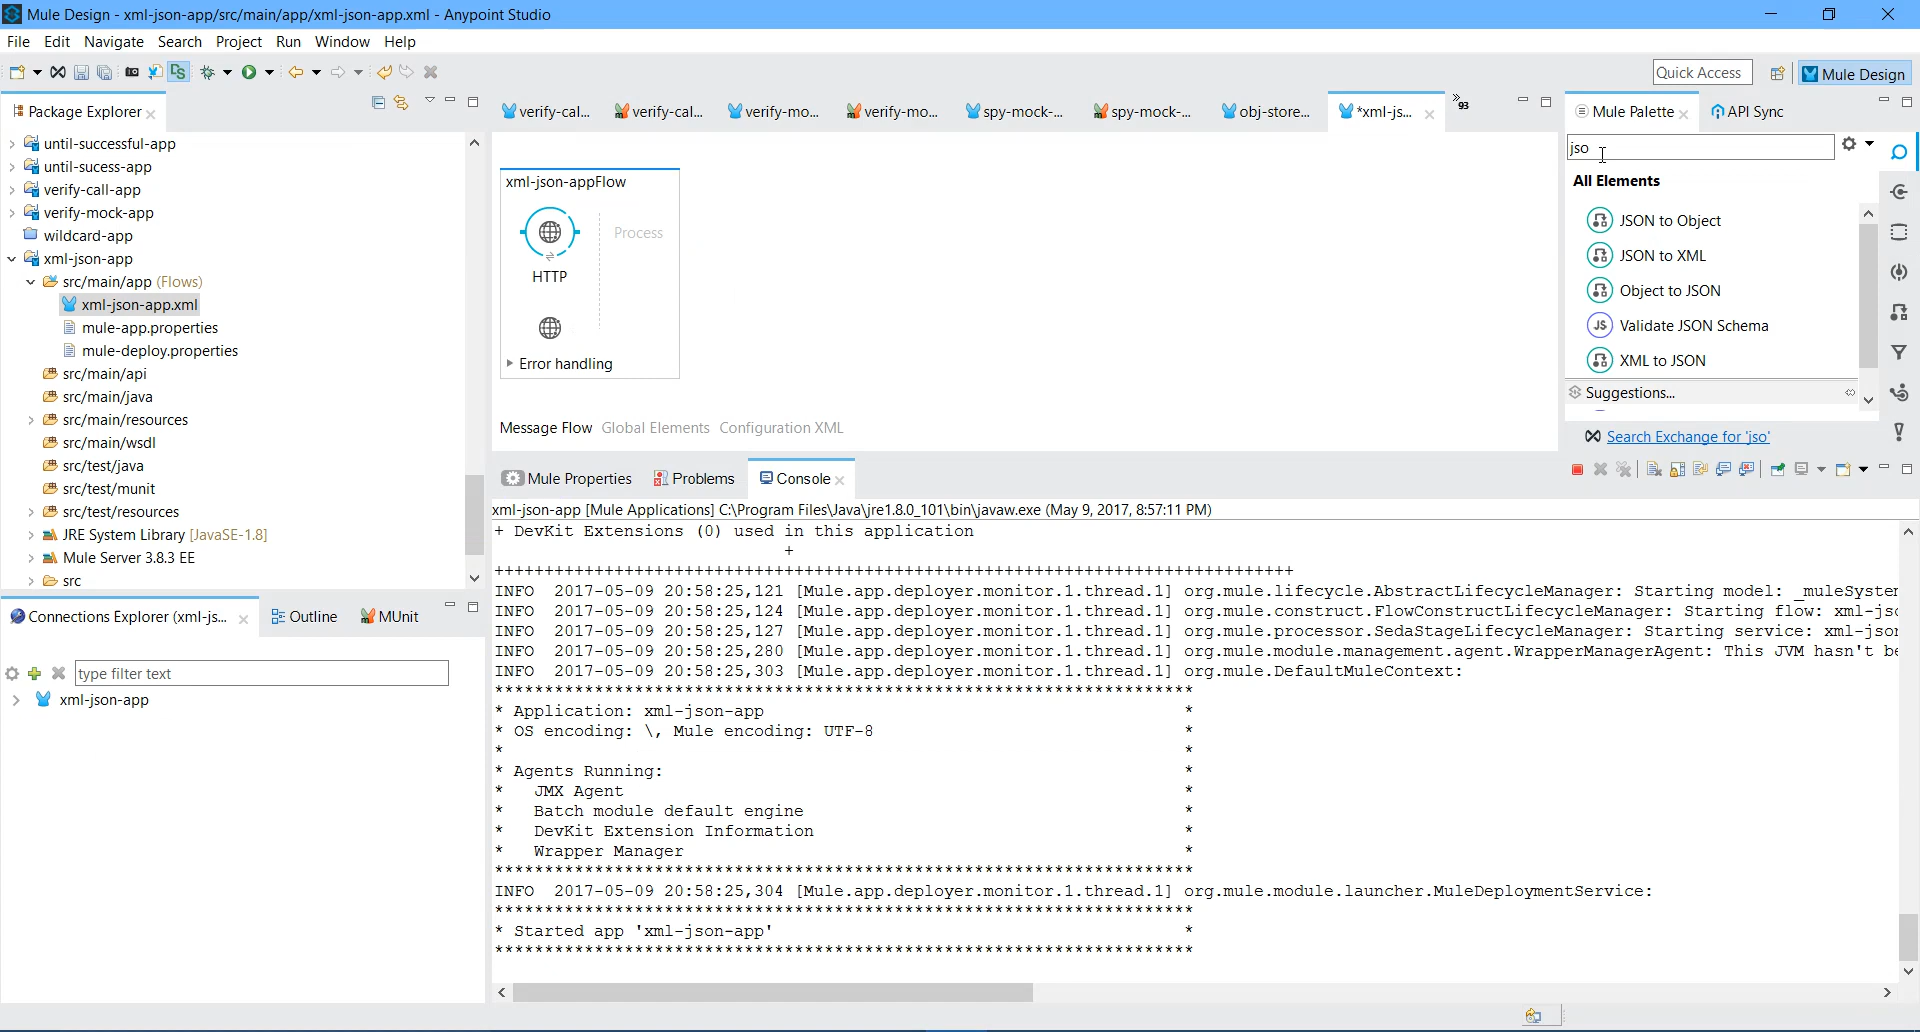 Mule Design - xml-json-app/src/main/app/xml-json-app.xml - Anypoint Studio
File Edit Navigate Search Project Run Window Help
Quick Access
Mule Design
Package Explorer
until-successful-app
until-sucess-app
verify-call-app
verify-mock-app
wildcard-app
xml-json-app
src/main/app (Flows)
xml-json-app.xml
mule-app.properties
mule-deploy.properties
src/main/api
src/main/java
src/main/resources
src/main/wsdl
src/test/java
src/test/munit
src/test/resources
JRE System Library [JavaSE-1.8]
Mule Server 3.8.3 EE
src
Connections Explorer (xml-js... Outline MUnit
type filter text
xml-json-app
verify-cal... verify-cal... verify-mo... verify-mo... spy-mock-... spy-mock-... obj-store... *xml-js... 93
xml-json-appFlow
Process
HTTP
Error handling
Message Flow Global Elements Configuration XML
Mule Palette API Sync
jso
All Elements
JSON to Object
JSON to XML
Object to JSON
JS Validate JSON Schema
XML to JSON
Suggestions...
Search Exchange for 'jso'
Mule Properties Problems Console
xml-json-app [Mule Applications] C:\Program Files\Java\jre1.8.0_101\bin\javaw.exe (May 9, 2017, 8:57:11 PM)
+ DevKit Extensions (0) used in this application
+
++++++++++++++++++++++++++++++++++++++++++++++++++++++++++++++++++++++++++++++++
INFO 2017-05-09 20:58:25,121 [Mule.app.deployer.monitor.1.thread.1] org.mule.lifecycle.AbstractLifecycleManager: Starting model: _muleSystem
INFO 2017-05-09 20:58:25,124 [Mule.app.deployer.monitor.1.thread.1] org.mule.construct.FlowConstructLifecycleManager: Starting flow: xml-jso
INFO 2017-05-09 20:58:25,127 [Mule.app.deployer.monitor.1.thread.1] org.mule.processor.SedaStageLifecycleManager: Starting service: xml-json
INFO 2017-05-09 20:58:25,280 [Mule.app.deployer.monitor.1.thread.1] org.mule.module.management.agent.WrapperManagerAgent: This JVM hasn't be
INFO 2017-05-09 20:58:25,303 [Mule.app.deployer.monitor.1.thread.1] org.mule.DefaultMuleContext:
**********************************************************************
* Application: xml-json-app *
* OS encoding: \, Mule encoding: UTF-8 *
* *
* Agents Running: *
* JMX Agent *
* Batch module default engine *
* DevKit Extension Information *
* Wrapper Manager *
**********************************************************************
INFO 2017-05-09 20:58:25,304 [Mule.app.deployer.monitor.1.thread.1] org.mule.module.launcher.MuleDeploymentService:
**********************************************************************
* Started app 'xml-json-app' *
**********************************************************************